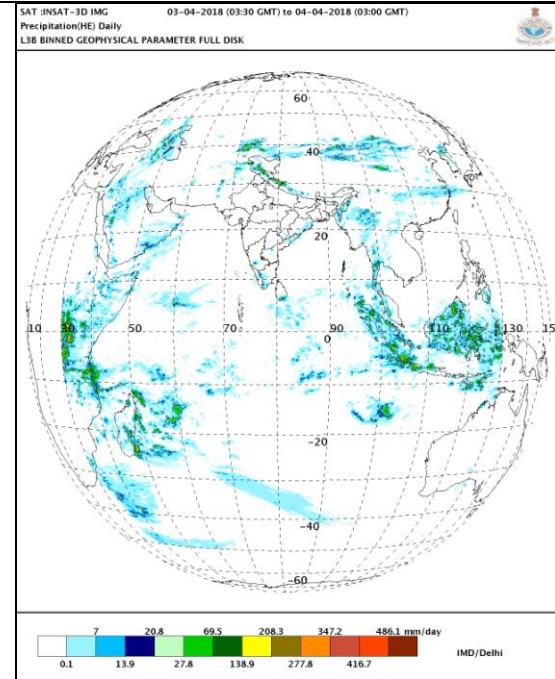 SAT :INSAT-3D IMG 03-04-2018 (03:30 GMT) to 04-04-2018 (03:00 GMT)
Precipitation(HE) Daily
L3B BINNED GEOPHYSICAL PARAMETER FULL DISK
60
40
20
10 30 50 70 90 110 130 15
0
-20
-40
-60
7 20.8 69.5 208.3 347.2 486.1 mm/day
0.1 13.9 27.8 138.9 277.8 416.7
IMD/Delhi